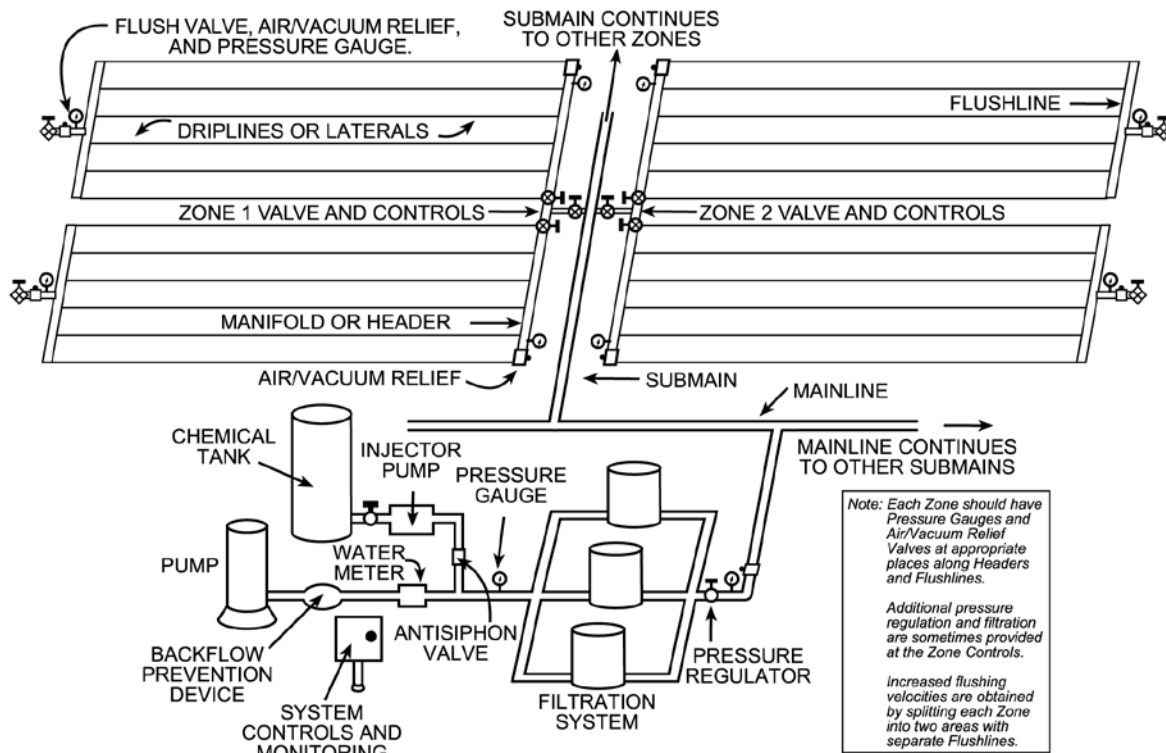 FLUSH VALVE, AIR/VACUUM RELIEF,
AND PRESSURE GAUGE.
SUBMAIN CONTINUES
TO OTHER ZONES
FLUSHLINE
DRIPLINES OR LATERALS
ZONE 1 VALVE AND CONTROLS
ZONE 2 VALVE AND CONTROLS
MANIFOLD OR HEADER
AIR/VACUUM RELIEF
SUBMAIN
MAINLINE
MAINLINE CONTINUES
TO OTHER SUBMAINS
CHEMICAL
TANK
INJECTOR
PUMP
PRESSURE
GAUGE
PUMP
WATER
METER
BACKFLOW
PREVENTION
DEVICE
ANTISIPHON
VALVE
SYSTEM
CONTROLS AND
MONITORING
FILTRATION
SYSTEM
PRESSURE
REGULATOR
Note: Each Zone should have
Pressure Gauges and
Air/Vacuum Relief
Valves at appropriate
places along Headers
and Flushlines.
Additional pressure
regulation and filtration
are sometimes provided
at the Zone Controls.
Increased flushing
velocities are obtained
by splitting each Zone
into two areas with
separate Flushlines.